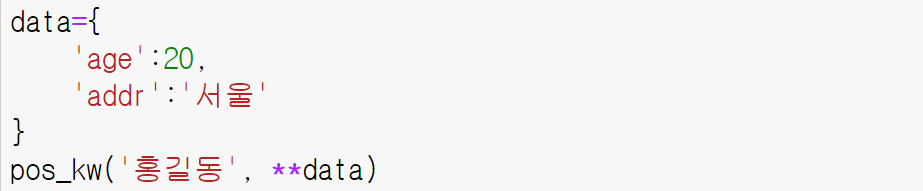 data={
    'age':20,
    'addr':'서울'
}
pos_kw('홍길동', **data)